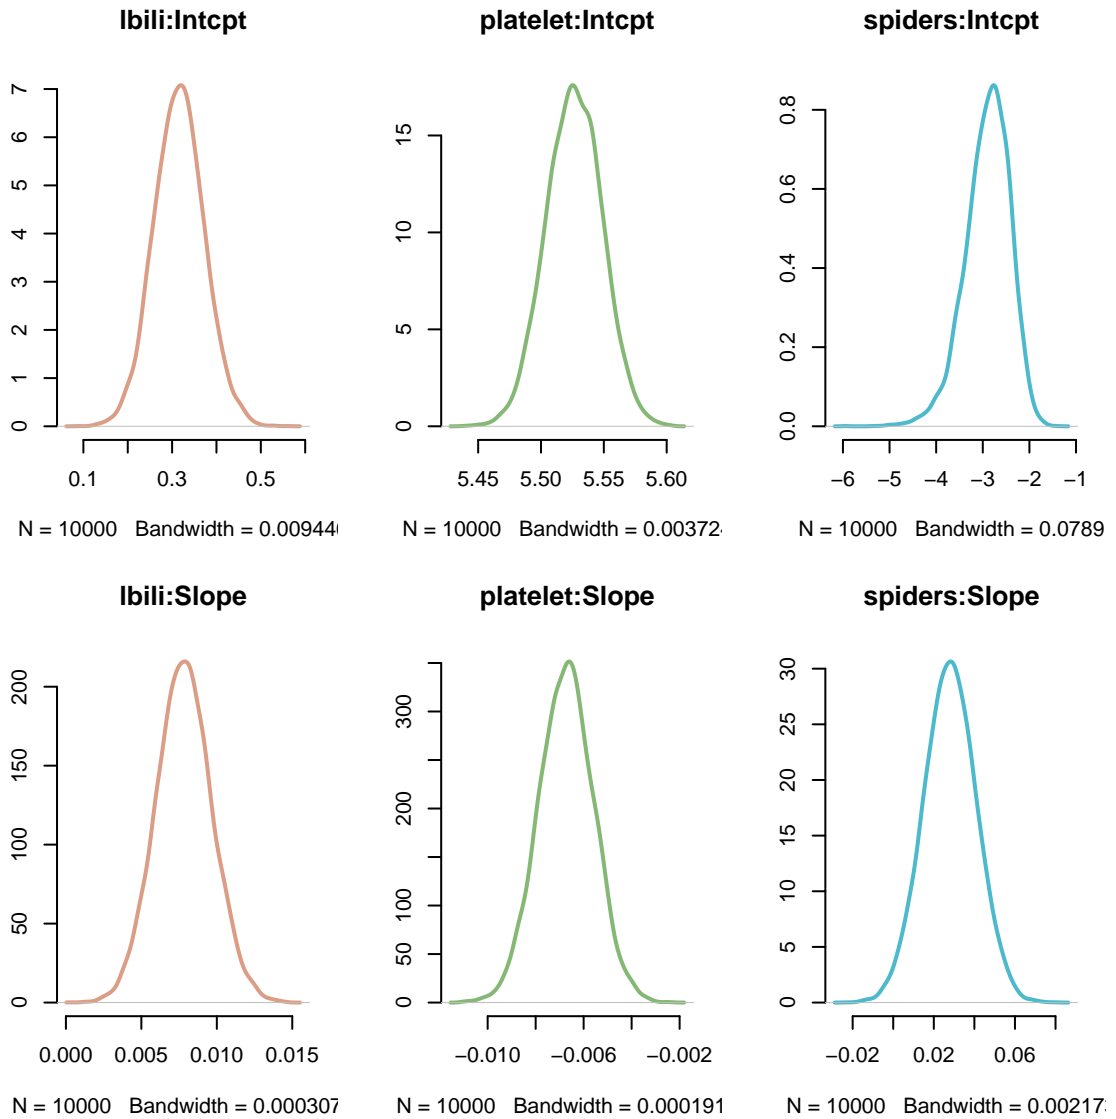 lbili:Intcpt
7
6
5
4
3
2
1
0
0.1 0.3 0.5
N = 10000 Bandwidth = 0.00944
platelet:Intcpt
15
10
5
0
5.45 5.50 5.55 5.60
N = 10000 Bandwidth = 0.003724
spiders:Intcpt
0.8
0.6
0.4
0.2
0.0
−6 −5 −4 −3 −2 −1
N = 10000 Bandwidth = 0.0789
lbili:Slope
200
150
100
50
0
0.000 0.005 0.010 0.015
N = 10000 Bandwidth = 0.000307
platelet:Slope
300
200
100
50
0
−0.010 −0.006 −0.002
N = 10000 Bandwidth = 0.000191
spiders:Slope
30
25
20
15
10
5
0
−0.02 0.02 0.06
N = 10000 Bandwidth = 0.00217